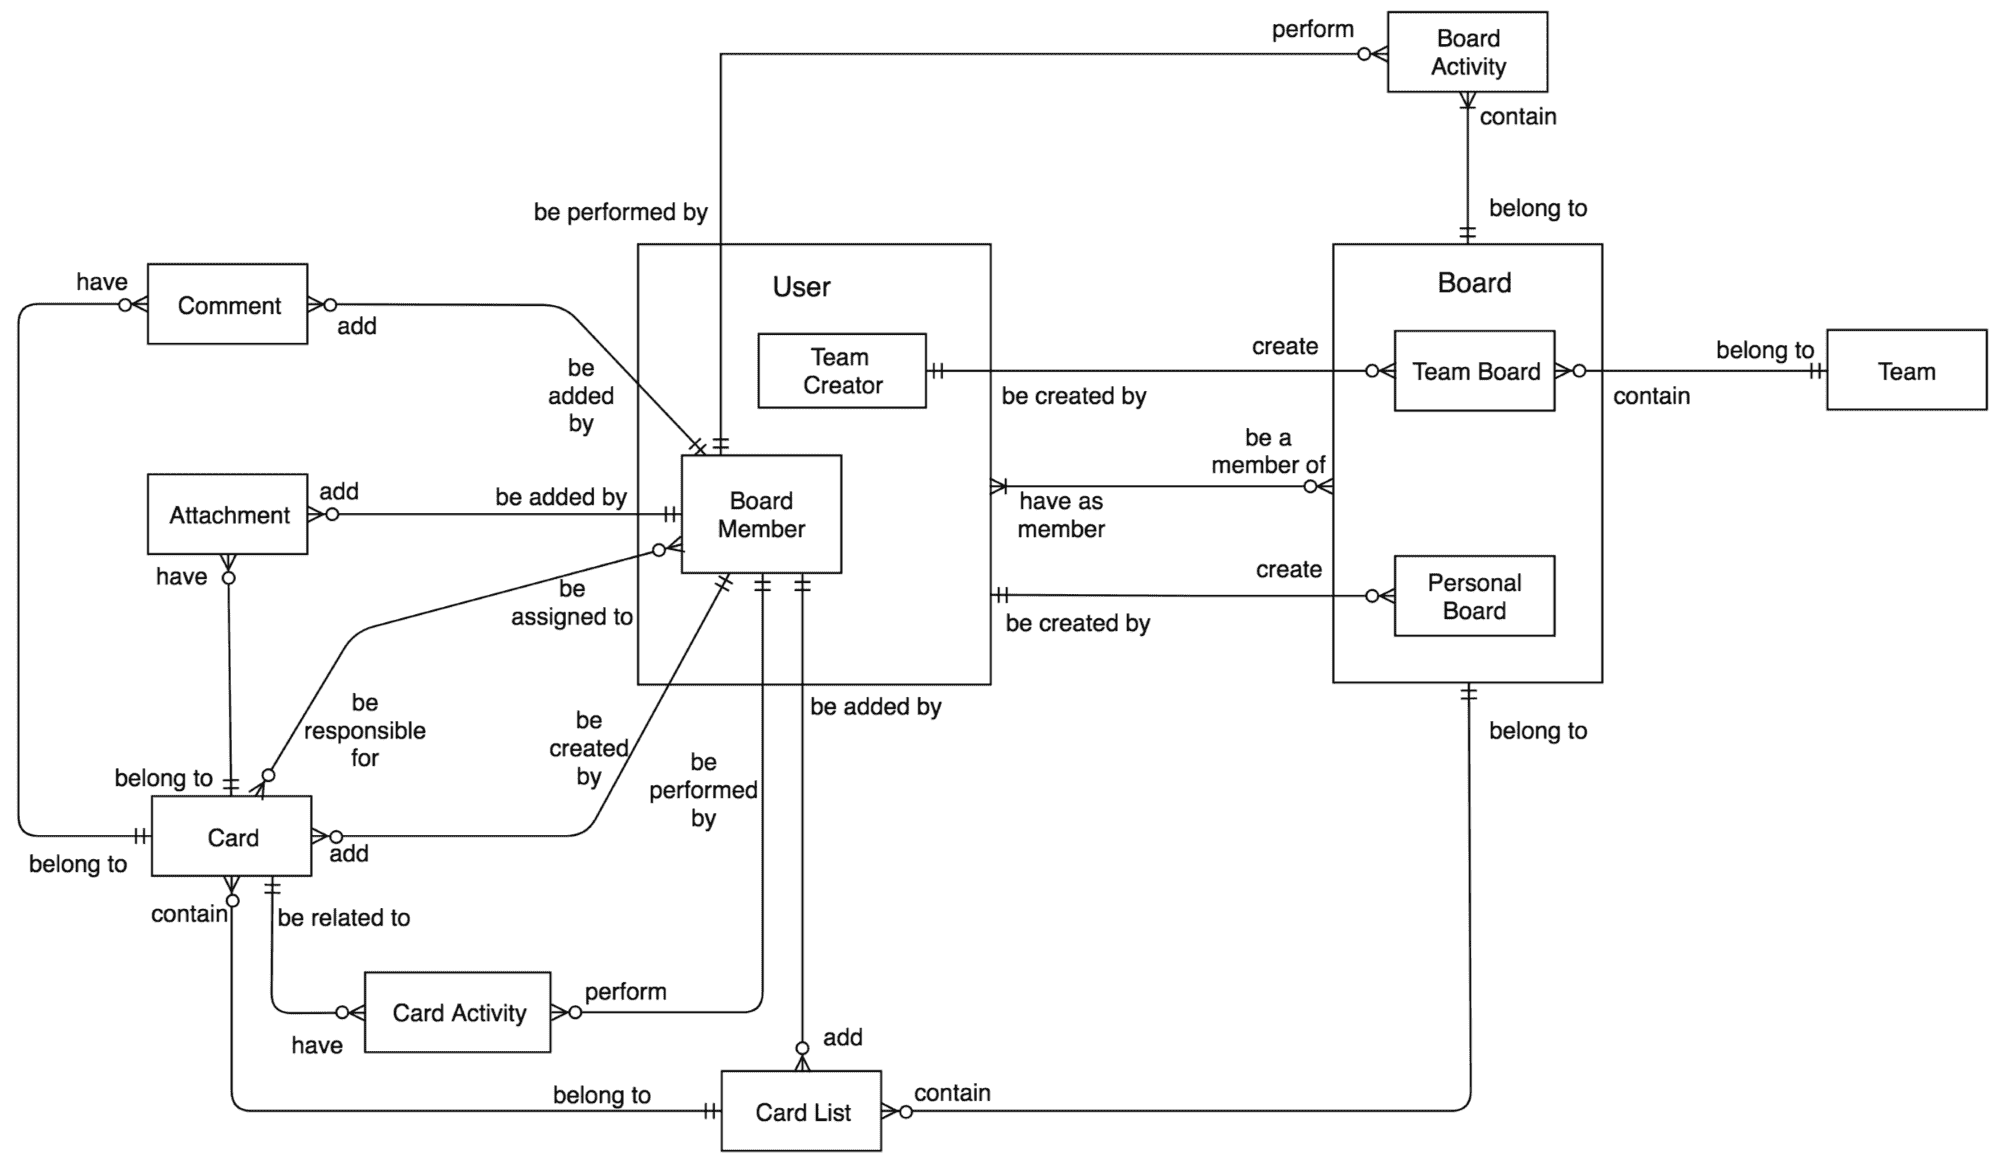 perform
Board
Activity
contain
be performed by
belong to
User
Board
have
Comment
add
be
added
by
Team
Creator
create
be created by
Team Board
belong to
contain
Team
be a
member of
have as
member
Attachment
add
be added by
Board
Member
have
be
assigned to
create
be created by
Personal
Board
be
responsible
for
be
created
by
be
performed
by
be added by
belong to
belong to
Card
add
belong to
contain
be related to
Card Activity
perform
have
add
belong to
Card List
contain